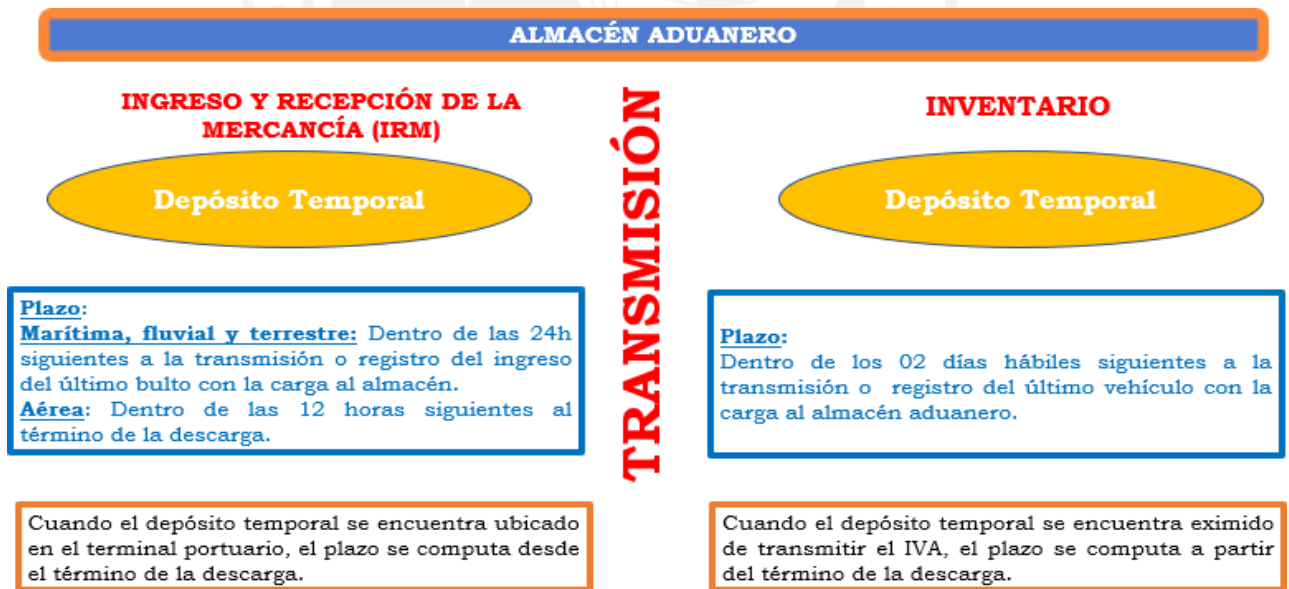 ALMACÉN ADUANERO
INGRESO Y RECEPCIÓN DE LA
MERCANCÍA (IRM)
Depósito Temporal
Plazo:
Marítima, fluvial y terrestre: Dentro de las 24h
siguientes a la transmisión o registro del ingreso
del último bulto con la carga al almacén.
Aérea: Dentro de las 12 horas siguientes al
término de la descarga.
Cuando el depósito temporal se encuentra ubicado
en el terminal portuario, el plazo se computa desde
el término de la descarga.
TRANSMISIÓN
INVENTARIO
Depósito Temporal
Plazo:
Dentro de los 02 días hábiles siguientes a la
transmisión o registro del último vehículo con la
carga al almacén aduanero.
Cuando el depósito temporal se encuentra eximido
de transmitir el IVA, el plazo se computa a partir
del término de la descarga.